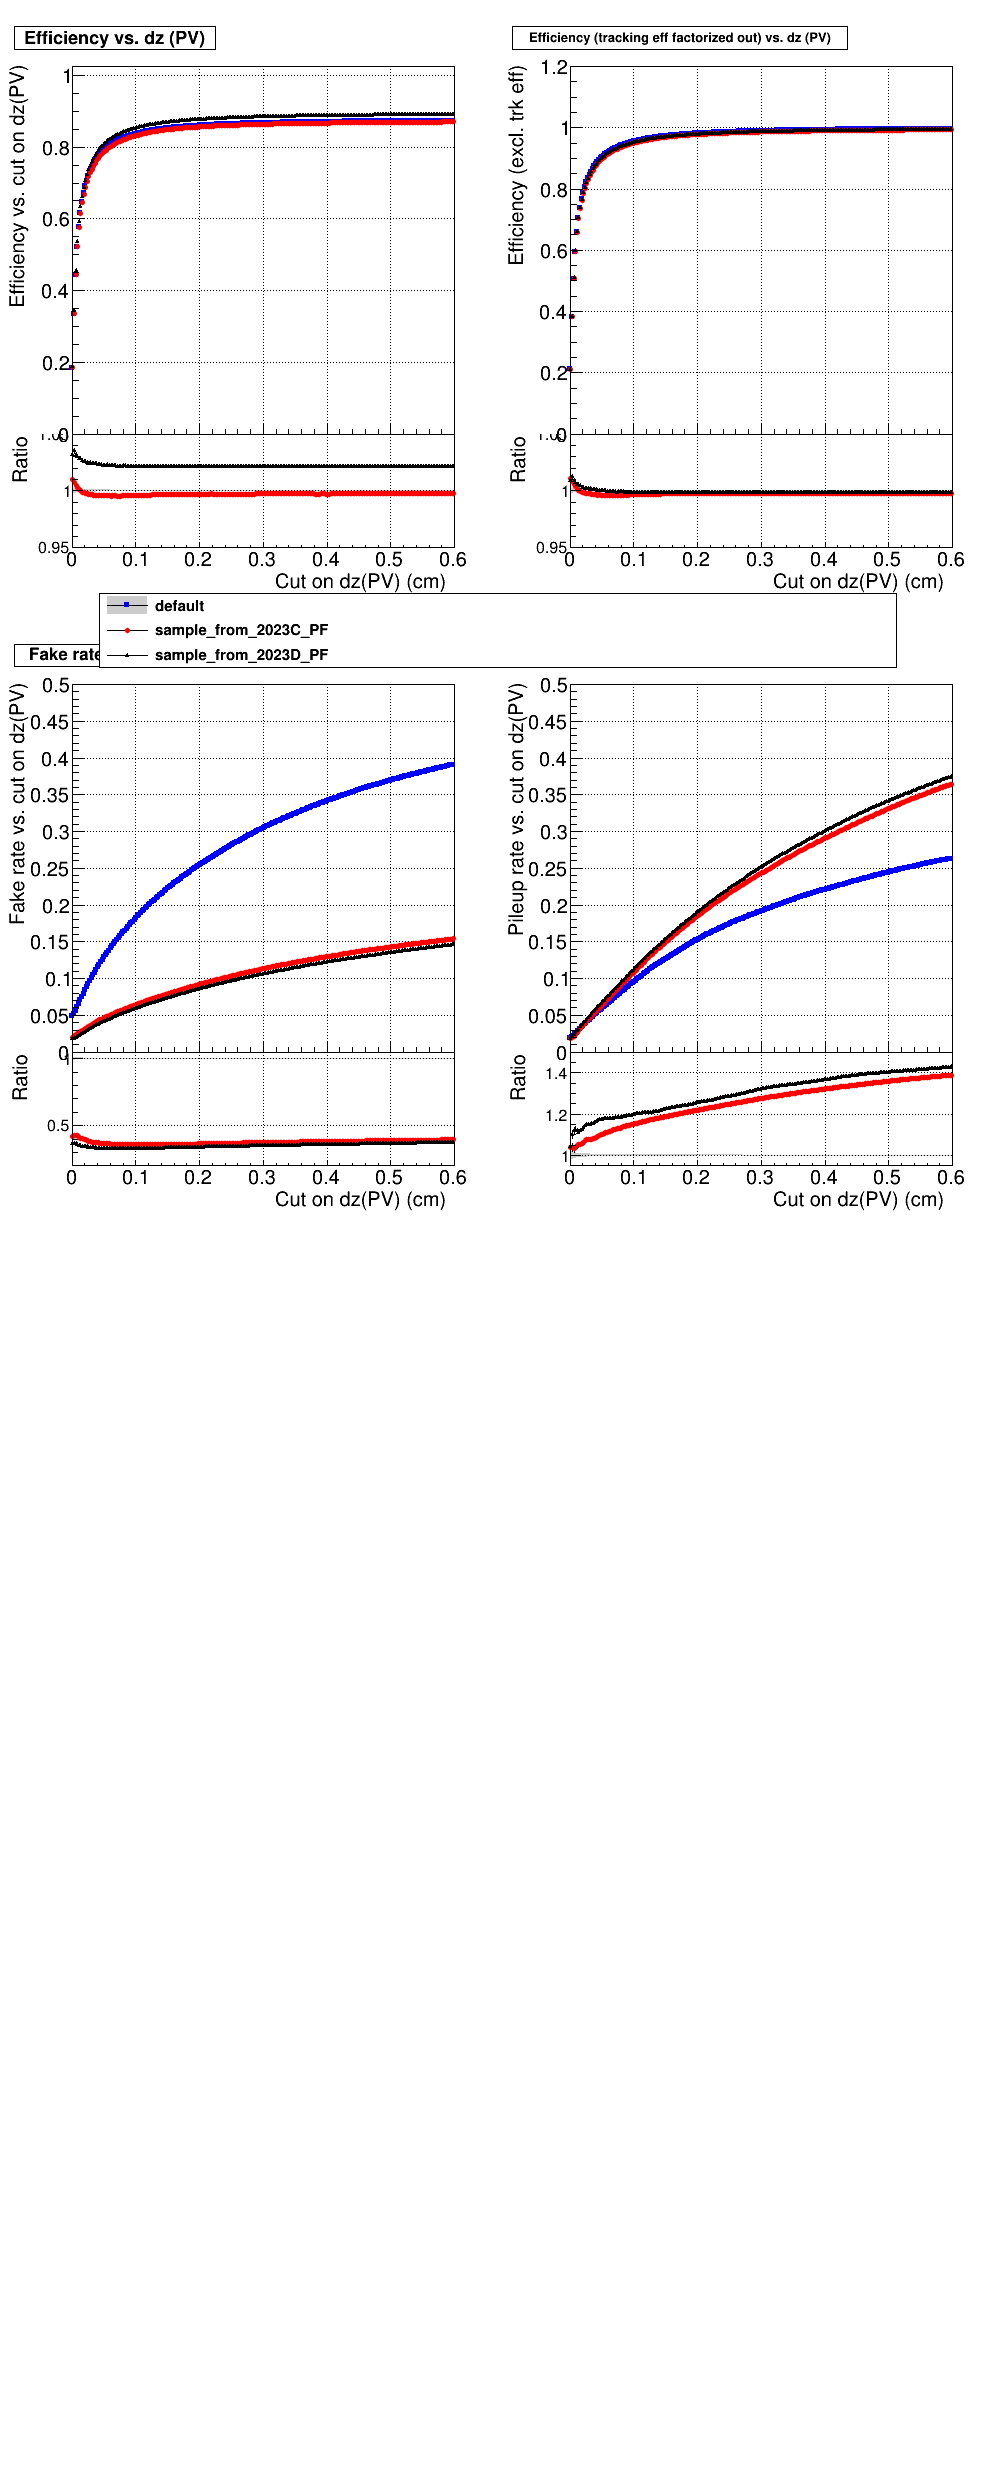 Efficiency vs. dz (PV)
Efficiency vs. cut on dz(PV)
1
0.8
0.6
0.4
0.2
0
Ratio
1
0.95
0 0.1 0.2 0.3 0.4 0.5 0.6
Cut on dz(PV) (cm)
Efficiency (tracking eff factorized out) vs. dz (PV)
Efficiency (excl. trk eff)
1.2
1
0.8
0.6
0.4
0.2
0
Ratio
1
0.95
0 0.1 0.2 0.3 0.4 0.5 0.6
Cut on dz(PV) (cm)
default
sample_from_2023C_PF
sample_from_2023D_PF
Fake rate
Fake rate vs. cut on dz(PV)
0.5
0.45
0.4
0.35
0.3
0.25
0.2
0.15
0.1
0.05
0
Ratio
0.5
0 0.1 0.2 0.3 0.4 0.5 0.6
Cut on dz(PV) (cm)
Pileup rate vs. cut on dz(PV)
0.5
0.45
0.4
0.35
0.3
0.25
0.2
0.15
0.1
0.05
0
Ratio
1.4
1.2
1
0 0.1 0.2 0.3 0.4 0.5 0.6
Cut on dz(PV) (cm)